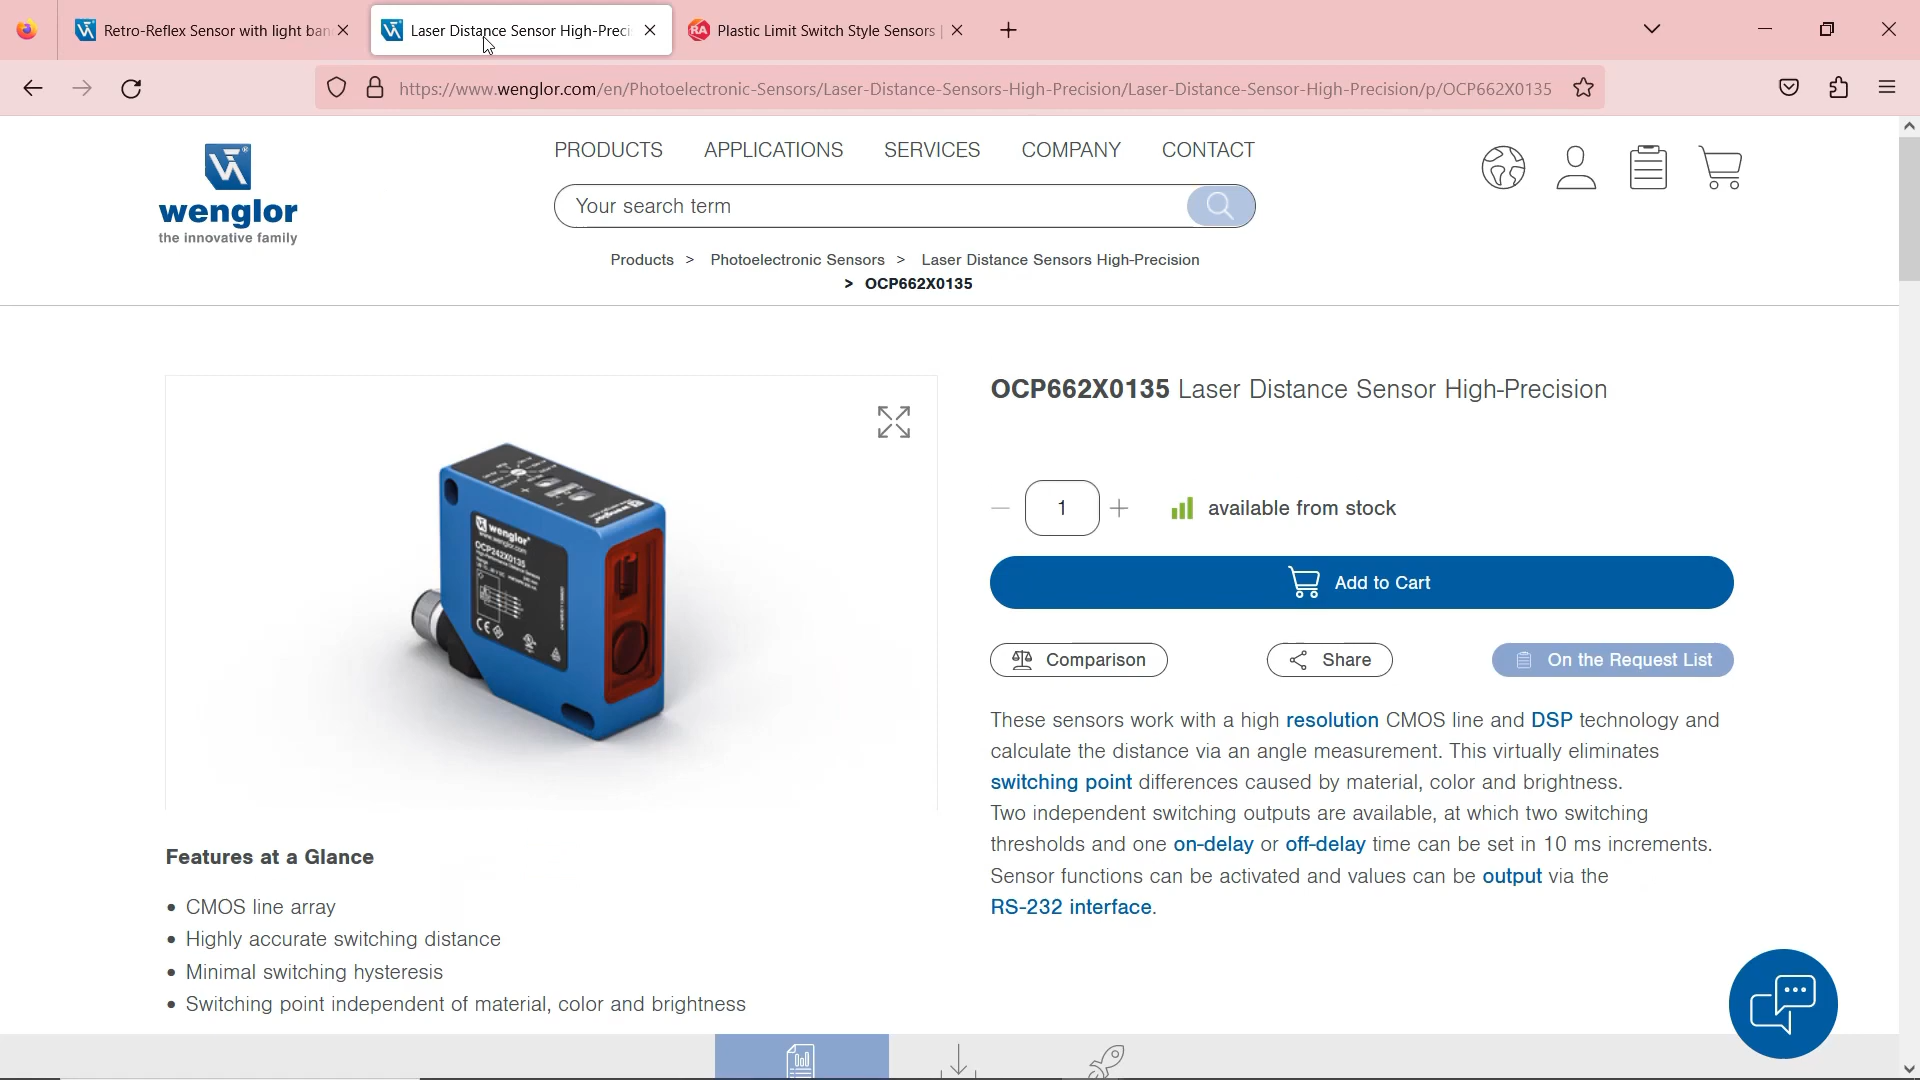 Retro-Reflex Sensor with light ban
Laser Distance Sensor High-Preci
Plastic Limit Switch Style Sensors |
https://www.wenglor.com/en/Photoelectronic-Sensors/Laser-Distance-Sensors-High-Precision/Laser-Distance-Sensor-High-Precision/p/OCP662X0135
PRODUCTS APPLICATIONS SERVICES COMPANY CONTACT
wenglor
the innovative family
Your search term
Products > Photoelectronic Sensors > Laser Distance Sensors High-Precision
> OCP662X0135
OCP662X0135 Laser Distance Sensor High-Precision
wenglor
www.wenglor.com
OCP242X0135
1
available from stock
Add to Cart
Comparison
Share
On the Request List
These sensors work with a high resolution CMOS line and DSP technology and
calculate the distance via an angle measurement. This virtually eliminates
switching point differences caused by material, color and brightness.
Two independent switching outputs are available, at which two switching
thresholds and one on-delay or off-delay time can be set in 10 ms increments.
Sensor functions can be activated and values can be output via the
RS-232 interface.
Features at a Glance
• CMOS line array
• Highly accurate switching distance
• Minimal switching hysteresis
• Switching point independent of material, color and brightness